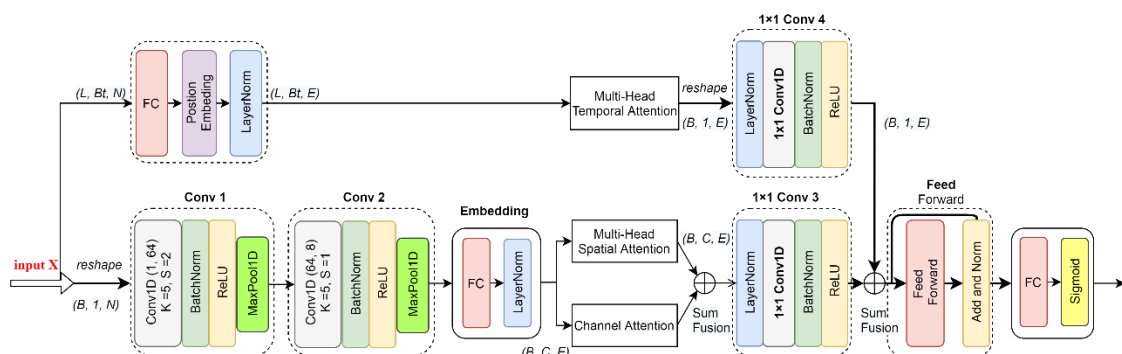 1×1 Conv 4
(L, Bt, N)
FC
Postion
Embeding
LayerNorm
(L, Bt, E)
Multi-Head
Temporal Attention
reshape
(B, 1, E)
LayerNorm
1x1 Conv1D
BatchNorm
ReLU
(B, 1, E)
input X
reshape
(B, 1, N)
Conv 1
Conv1D (1, 64)
K =5, S =2
BatchNorm
ReLU
MaxPool1D
Conv 2
Conv1D (64, 8)
K =5, S =1
BatchNorm
ReLU
MaxPool1D
Embedding
FC
LayerNorm
(B, C, E)
Multi-Head
Spatial Attention
Channel Attention
(B, C, E)
Sum
Fusion
1×1 Conv 3
LayerNorm
1×1 Conv1D
BatchNorm
ReLU
Sum
Fusion
Feed
Forward
Feed
Forward
Add and Norm
FC
Sigmoid